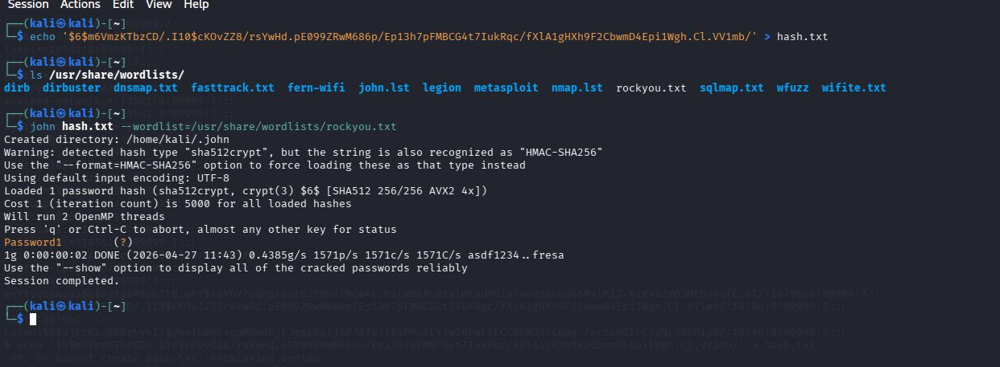 Session Actions Edit View Help
┌──(kali㉿kali)-[~]
└─$ echo '$6$m6VmzKTbzCD/.I10$cKOvZZ8/rsYwHd.pE099ZRwM686p/Ep13h7pFMBCG4t7IukRqc/fXlA1gHXh9F2CbwmD4Epi1Wgh.Cl.VV1mb/' > hash.txt
┌──(kali㉿kali)-[~]
└─$ ls /usr/share/wordlists/
dirb dirbuster dnsmap.txt fasttrack.txt fern-wifi john.lst legion metasploit nmap.lst rockyou.txt sqlmap.txt wfuzz wifite.txt
┌──(kali㉿kali)-[~]
└─$ john hash.txt --wordlist=/usr/share/wordlists/rockyou.txt
Created directory: /home/kali/.john
Warning: detected hash type "sha512crypt", but the string is also recognized as "HMAC-SHA256"
Use the "--format=HMAC-SHA256" option to force loading these as that type instead
Using default input encoding: UTF-8
Loaded 1 password hash (sha512crypt, crypt(3) $6$ [SHA512 256/256 AVX2 4x])
Cost 1 (iteration count) is 5000 for all loaded hashes
Will run 2 OpenMP threads
Press 'q' or Ctrl-C to abort, almost any other key for status
Password1 (?)
1g 0:00:00:02 DONE (2026-04-27 11:43) 0.4385g/s 1571p/s 1571c/s 1571C/s asdf1234..fresa
Use the "--show" option to display all of the cracked passwords reliably
Session completed.
┌──(kali㉿kali)-[~]
└─$